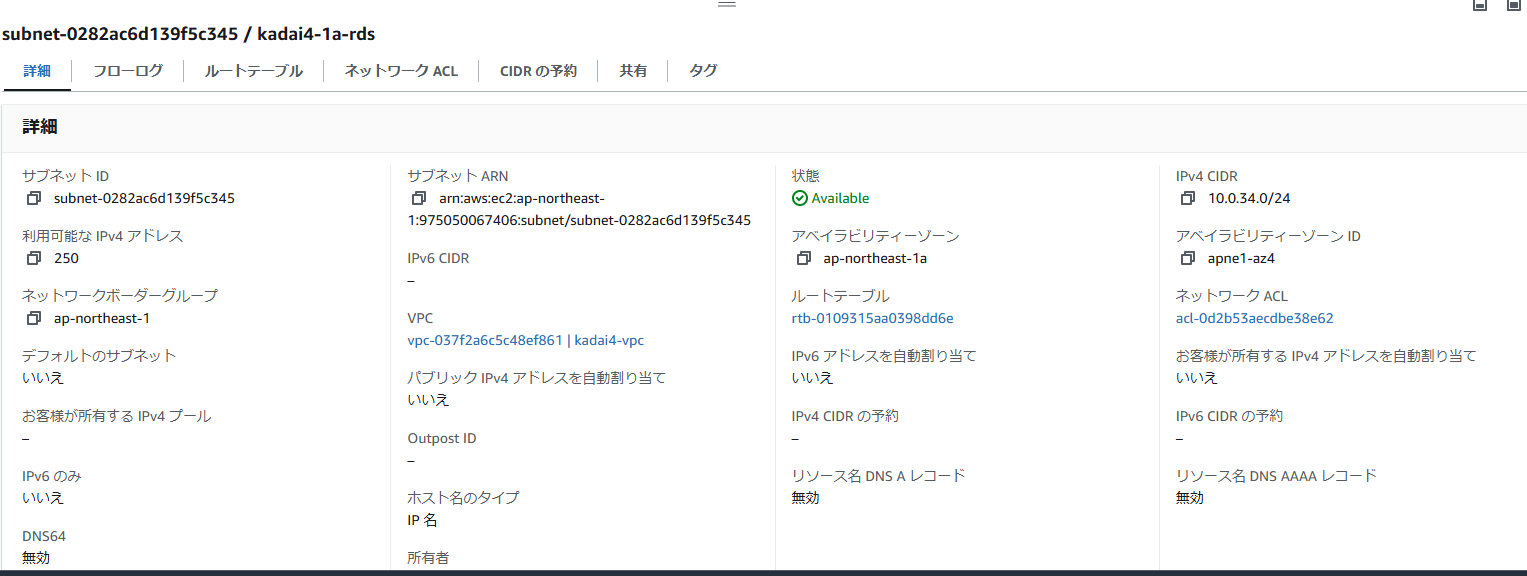 subnet-0282ac6d139f5c345 / kadai4-1a-rds
詳細 フローログ ルートテーブル ネットワーク ACL CIDR の予約 共有 タグ
詳細
サブネット ID
subnet-0282ac6d139f5c345
利用可能な IPv4 アドレス
250
ネットワークボーダーグループ
ap-northeast-1
デフォルトのサブネット
いいえ
お客様が所有する IPv4 プール
–
IPv6 のみ
いいえ
DNS64
無効
サブネット ARN
arn:aws:ec2:ap-northeast-
1:975050067406:subnet/subnet-0282ac6d139f5c345
IPv6 CIDR
–
VPC
vpc-037f2a6c5c48ef861 | kadai4-vpc
パブリック IPv4 アドレスを自動割り当て
いいえ
Outpost ID
–
ホスト名のタイプ
IP 名
所有者
状態
Available
アベイラビリティーゾーン
ap-northeast-1a
ルートテーブル
rtb-0109315aa0398dd6e
IPv6 アドレスを自動割り当て
いいえ
IPv4 CIDR の予約
–
リソース名 DNS A レコード
無効
IPv4 CIDR
10.0.34.0/24
アベイラビリティーゾーン ID
apne1-az4
ネットワーク ACL
acl-0d2b53aecdbe38e62
お客様が所有する IPv4 アドレスを自動割り当て
いいえ
IPv6 CIDR の予約
–
リソース名 DNS AAAA レコード
無効